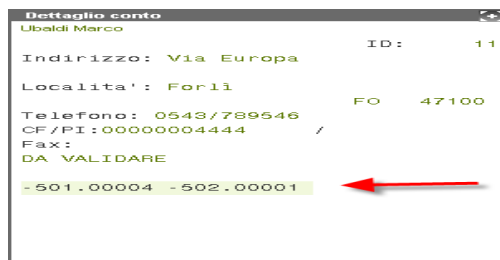 Dettaglio conto
Ubaldi Marco
ID: 11
Indirizzo: Via Europa
Localita': Forlì
FO 47100
Telefono: 0543/789546
CF/PI:00000004444 /
Fax:
DA VALIDARE
-501.00004 -502.00001